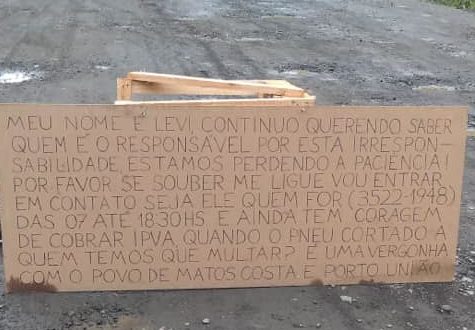 MEU NOME E LEVI, CONTINUO QUERENDO SABER
QUEM É O RESPONSÁVEL POR ESTA IRRESPON-
SABILIDADE, ESTAMOS PERDENDO A PACIÊNCIA!
POR FAVOR SE SOUBER ME LIGUE VOU ENTRAR
EM CONTATO SEJA ELE QUEM FOR (3522-1948)
DAS 07 ATÉ 18:30HS E AINDA TEM CORAGEM
DE COBRAR IPVA QUANDO O PNEU CORTADO A
QUEM TEMOS QUE MULTAR? É UMA VERGONHA
COM O POVO DE MATOS COSTA E PORTO UNIÃO